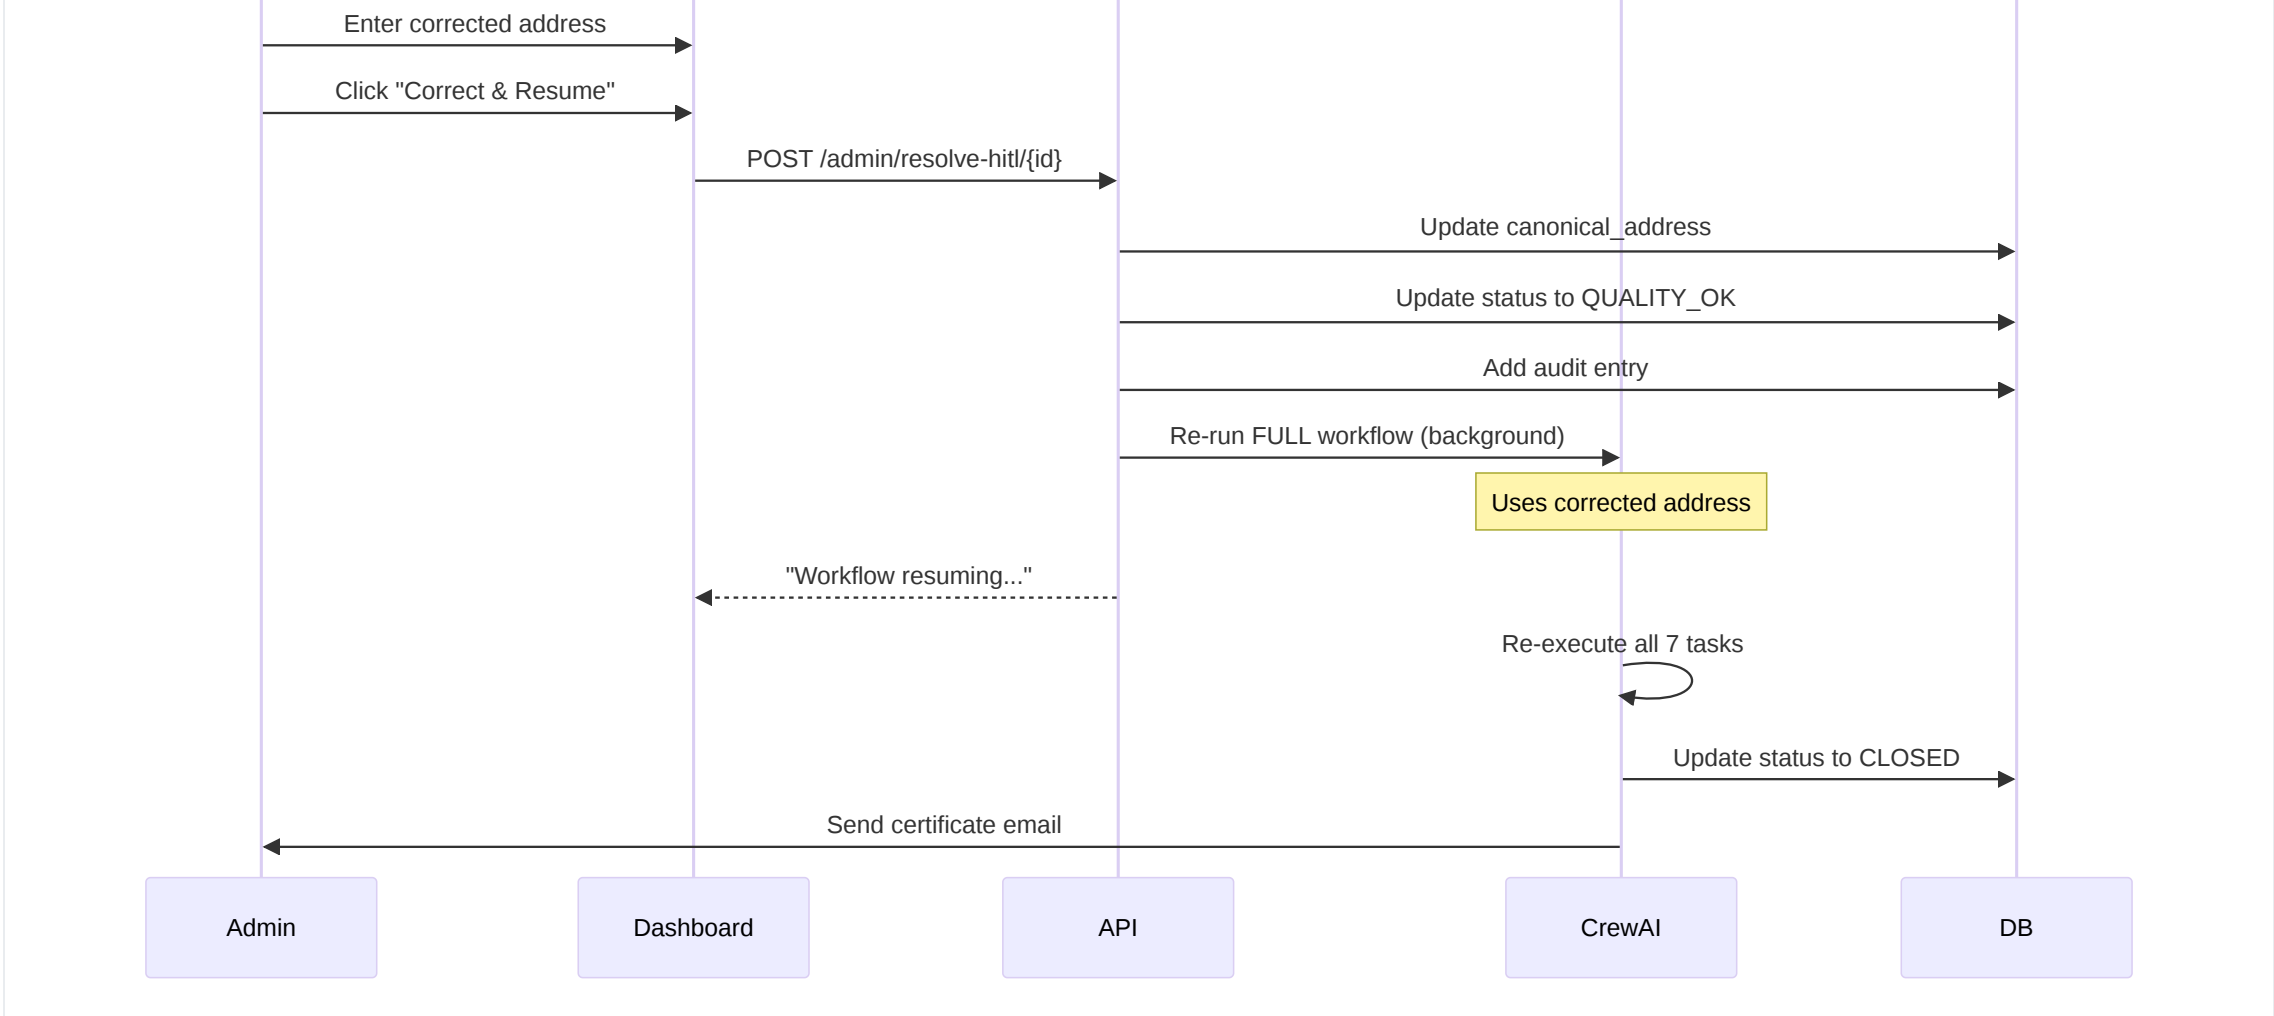 Enter corrected address
Click "Correct & Resume"
POST /admin/resolve-hitl/{id}
Update canonical_address
Update status to QUALITY_OK
Add audit entry
Re-run FULL workflow (background)
Uses corrected address
"Workflow resuming..."
Re-execute all 7 tasks
Update status to CLOSED
Send certificate email
Admin
Dashboard
API
CrewAI
DB